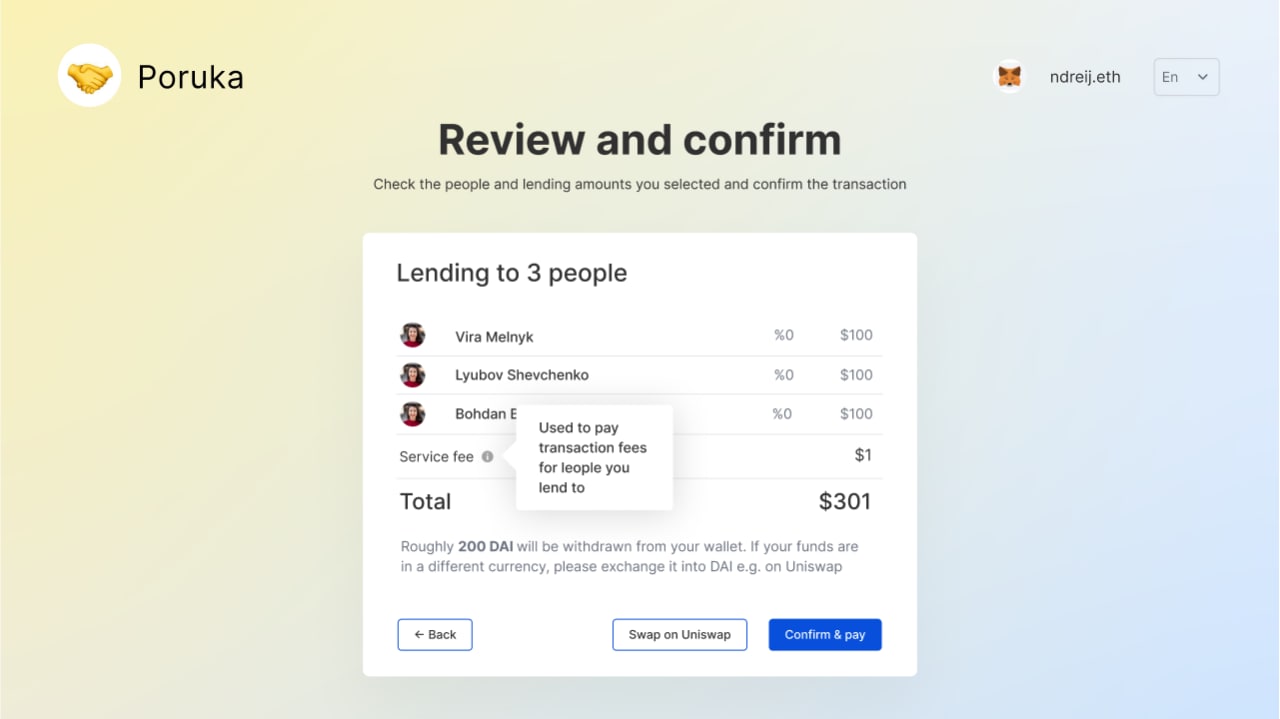 Poruka
ndreij.eth
En
Review and confirm
Check the people and lending amounts you selected and confirm the transaction
Lending to 3 people
Vira Melnyk %0 $100
Lyubov Shevchenko %0 $100
Bohdan %0 $100
Used to pay
transaction fees
for leople you
lend to
Service fee $1
Total $301
Roughly 200 DAI will be withdrawn from your wallet. If your funds are
in a different currency, please exchange it into DAI e.g. on Uniswap
← Back
Swap on Uniswap
Confirm & pay